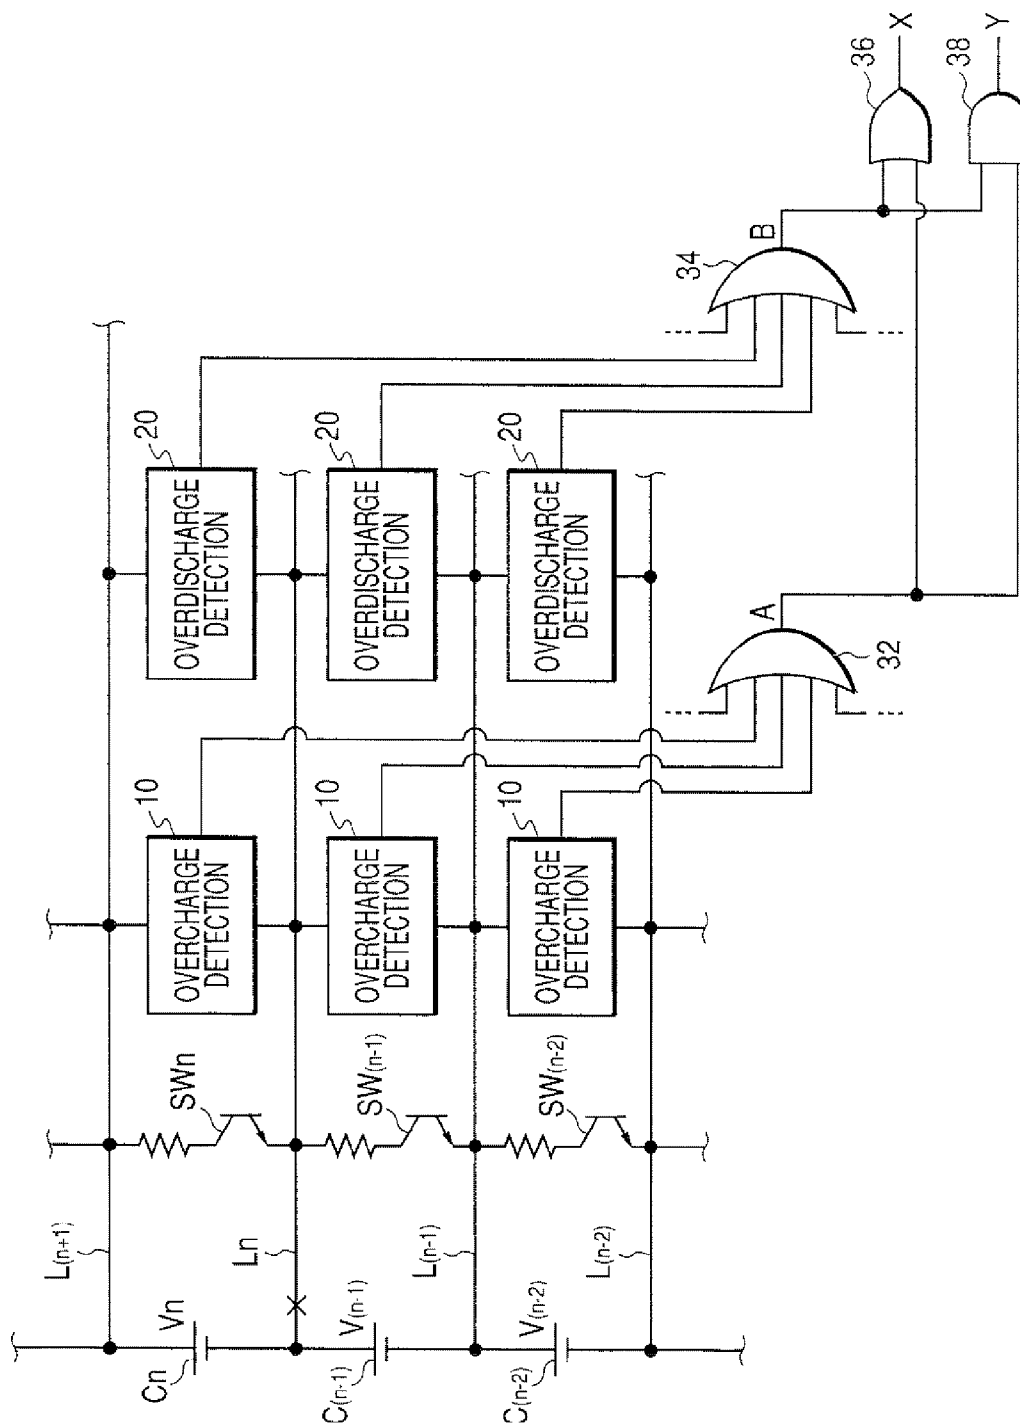 Cn
Vn
C(n-1)
V(n-1)
C(n-2)
V(n-2)
L(n+1)
Ln
L(n-1)
L(n-2)
SWn
SW(n-1)
SW(n-2)
OVERCHARGE
DETECTION
10
OVERCHARGE
DETECTION
10
OVERCHARGE
DETECTION
10
OVERDISCHARGE
DETECTION
20
OVERDISCHARGE
DETECTION
20
OVERDISCHARGE
DETECTION
20
A
32
B
34
36
X
38
Y